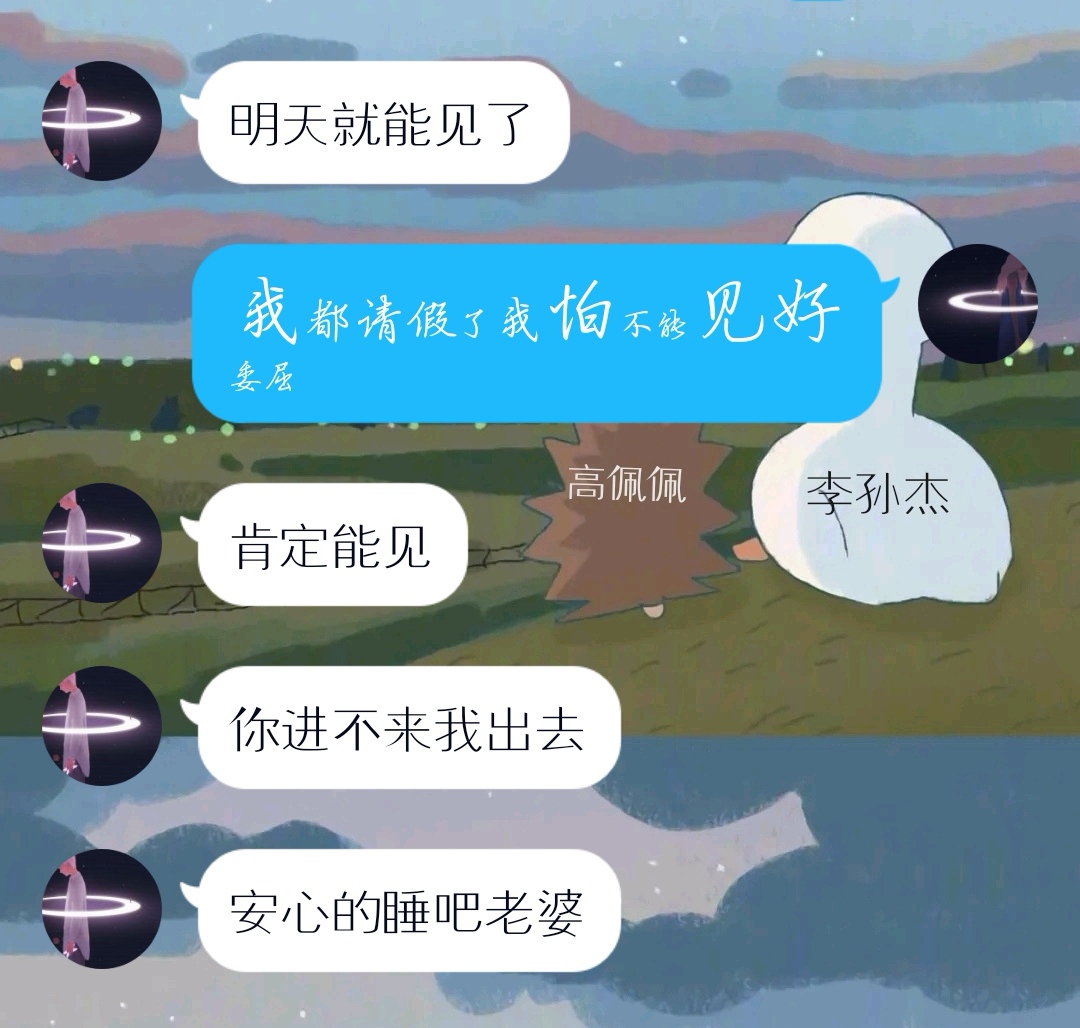 明天就能见了
我都请假了我怕不能见好
委屈
高佩佩
李孙杰
肯定能见
你进不来我出去
安心的睡吧老婆